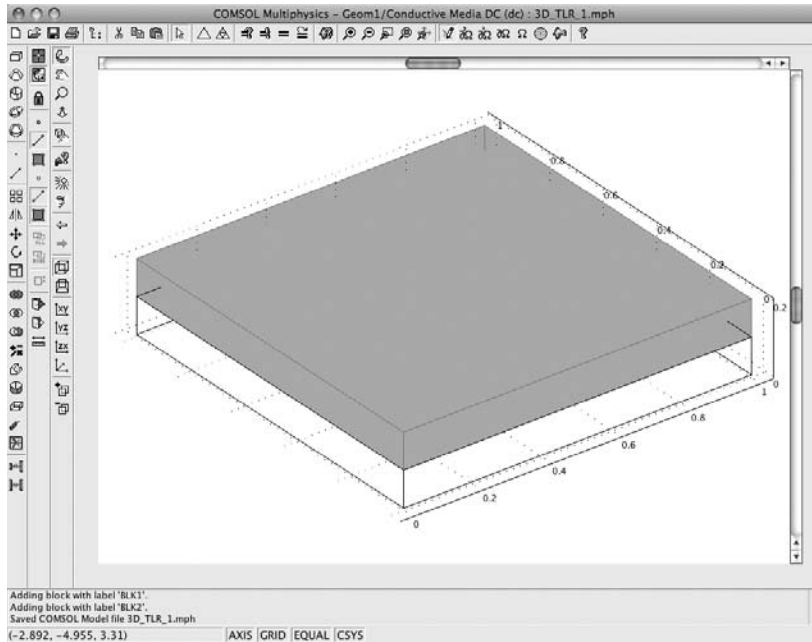 COMSOL Multiphysics - Geom1/Conductive Media DC (dc) : 3D_TLR_1.mph
1
0.8
0.6
0.4
0.2
0
0.2
0
1
0.8
0.6
0.4
0.2
0
Adding block with label 'BLK1'.
Adding block with label 'BLK2'.
Saved COMSOL Model file 3D_TLR_1.mph
(-2.892, -4.955, 3.31) AXIS GRID EQUAL CSYS